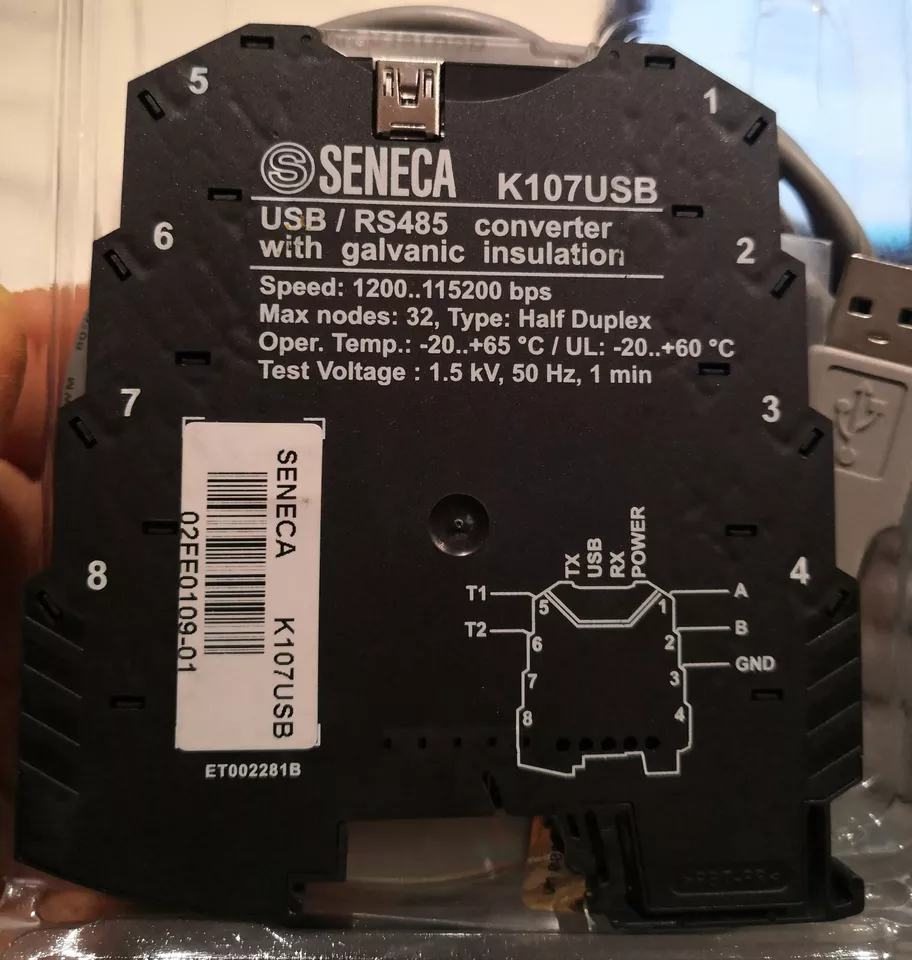 5
1
SENECA K107USB
USB / RS485 converter
with galvanic insulation
6
2
Speed: 1200..115200 bps
Max nodes: 32, Type: Half Duplex
Oper. Temp.: -20..+65 °C / UL: -20..+60 °C
Test Voltage : 1.5 kV, 50 Hz, 1 min
7
3
SENECA K107USB
02FE0109-01
8
4
TX
USB
RX
POWER
T1
5
1
A
T2
6
2
B
7
3
GND
8
4
ET002281B